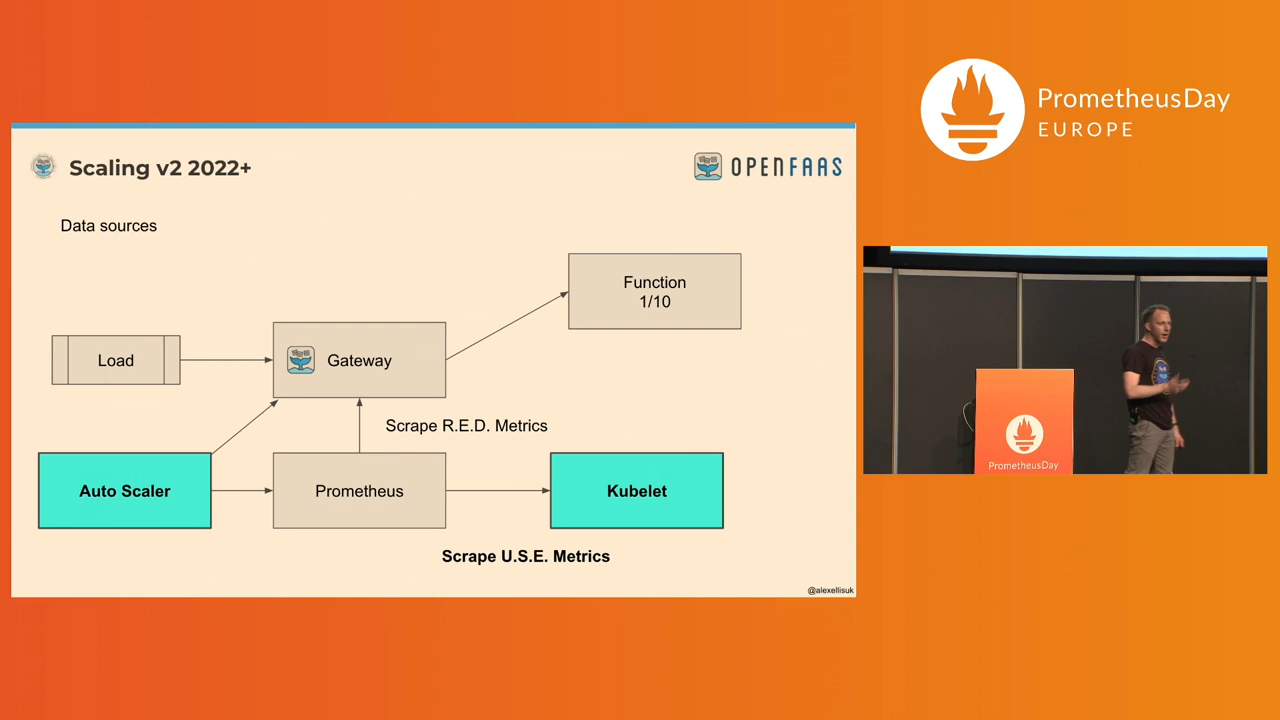 PrometheusDay
EUROPE
Scaling v2 2022+
OPENFAAS
Data sources
Function
1/10
Load
Gateway
Scrape R.E.D. Metrics
Auto Scaler
Prometheus
Kubelet
Scrape U.S.E. Metrics
@alexellisuk
PrometheusDay